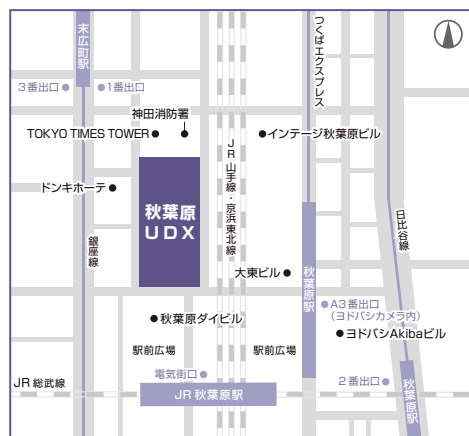 末広町駅
3番出口
1番出口
神田消防署
TOKYO TIMES TOWER
つくばエクスプレス
インテージ秋葉原ビル
JR山手線・京浜東北線
ドンキホーテ
秋葉原
UDX
銀座線
日比谷線
大東ビル
秋葉原駅
A3番出口
(ヨドバシカメラ内)
秋葉原ダイビル
ヨドバシAkibaビル
駅前広場
駅前広場
電気街口
2番出口
JR 総武線
JR 秋葉原駅
秋葉原駅